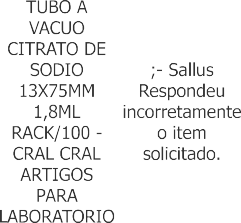 TUBO A
VACUO
CITRATO DE
SODIO
13X75MM
1,8ML
RACK/100 -
CRAL CRAL
ARTIGOS
PARA
LABORATORIO
;- Sallus
Respondeu
incorretamente
o item
solicitado.